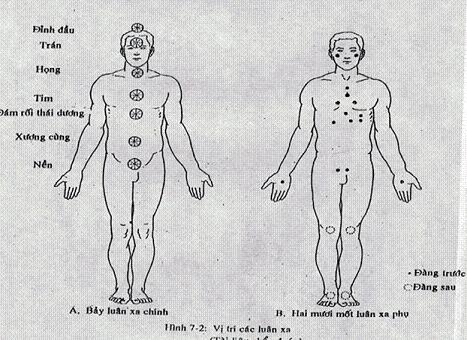 Đỉnh đầu
Trán
Họng
Tim
Đám rối thái dương
Xương cùng
Nền
• Đằng trước
Đằng sau
A. Bảy luân xa chính
B. Hai mươi mốt luân xa phụ
Hình 7-2: Vị trí các luân xa